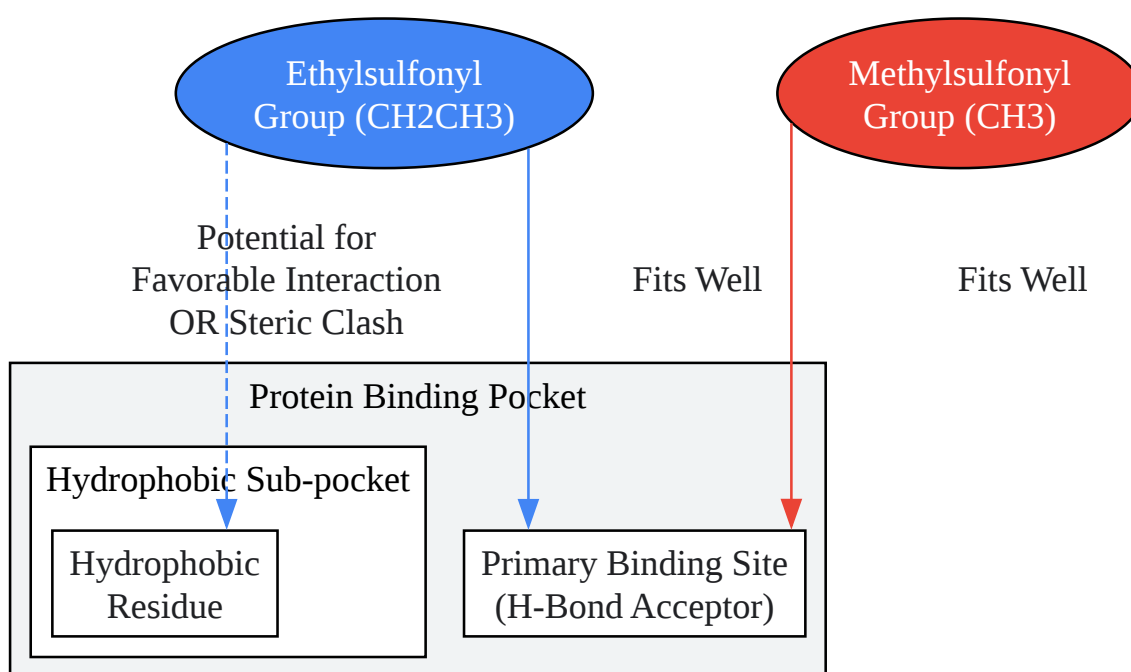 Ethylsulfonyl
Group (CH2CH3)
Methylsulfonyl
Group (CH3)
Potential for
Favorable Interaction
OR Steric Clash
Fits Well
Fits Well
Protein Binding Pocket
Hydrophobic Sub-pocket
Hydrophobic
Residue
Primary Binding Site
(H-Bond Acceptor)